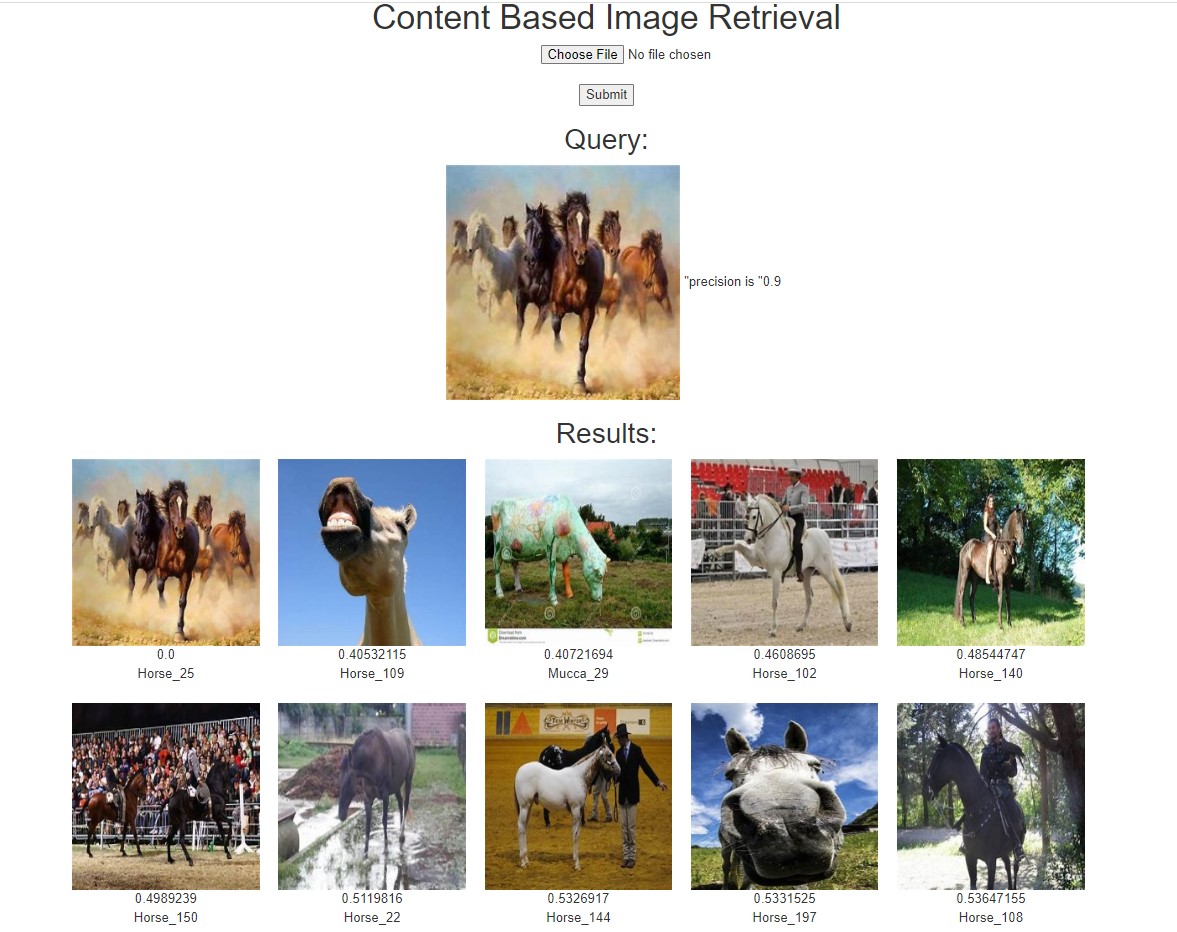 Content Based Image Retrieval
Choose File No file chosen
Submit
Query:
"precision is "0.9
Results:
0.0
Horse_25
0.40532115
Horse_109
0.40721694
Mucca_29
0.4608695
Horse_102
0.48544747
Horse_140
0.4989239
Horse_150
0.5119816
Horse_22
0.5326917
Horse_144
0.5331525
Horse_197
0.53647155
Horse_108